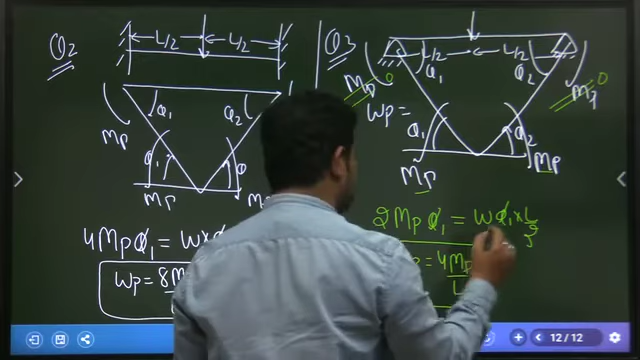 Q2
L/2
L/2
θ1
θ2
Mp
θ1
θ
Mp
4Mpθ1 = W×
Wp = 8M
Q3
L/2
L/2
θ1
θ2
Mp 0
Mp 0
Wp =
θ1
θ2
Mp
Mp
2Mpθ1 = Wθ1×L/2
= 4Mp/L
12/12